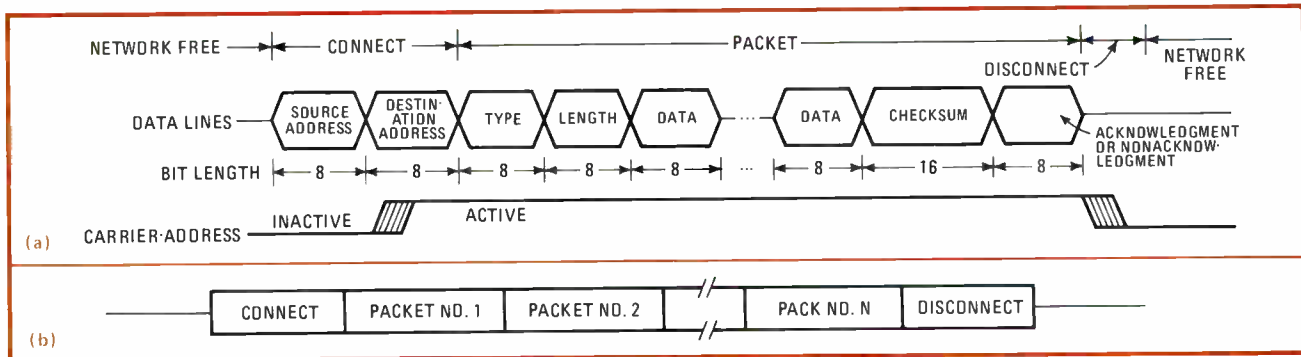 NETWORK FREE
CONNECT
PACKET
DISCONNECT
NETWORK
FREE
DATA LINES
SOURCE
ADDRESS
DESTIN-
ATION
ADDRESS
TYPE
LENGTH
DATA
...
DATA
CHECKSUM
ACKNOWLEDGMENT
OR NONACKNOW-
LEDGMENT
BIT LENGTH
8
8
8
8
8
...
8
16
8
CARRIER·ADDRESS
INACTIVE
ACTIVE
(a)
CONNECT
PACKET NO. 1
PACKET NO. 2
PACK NO. N
DISCONNECT
(b)